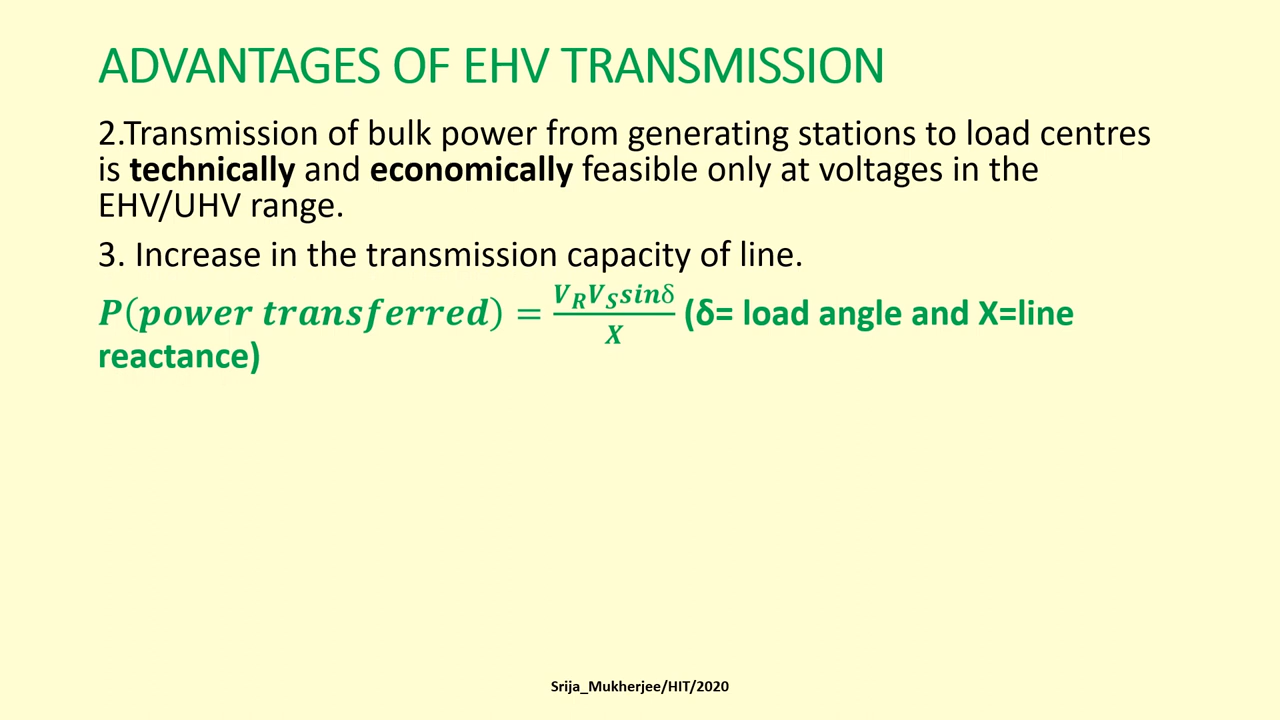 ADVANTAGES OF EHV TRANSMISSION
2.Transmission of bulk power from generating stations to load centres
is technically and economically feasible only at voltages in the
EHV/UHV range.
3. Increase in the transmission capacity of line.
P(power transferred) = V_R V_S sinδ / X (δ= load angle and X=line
reactance)
Srija_Mukherjee/HIT/2020